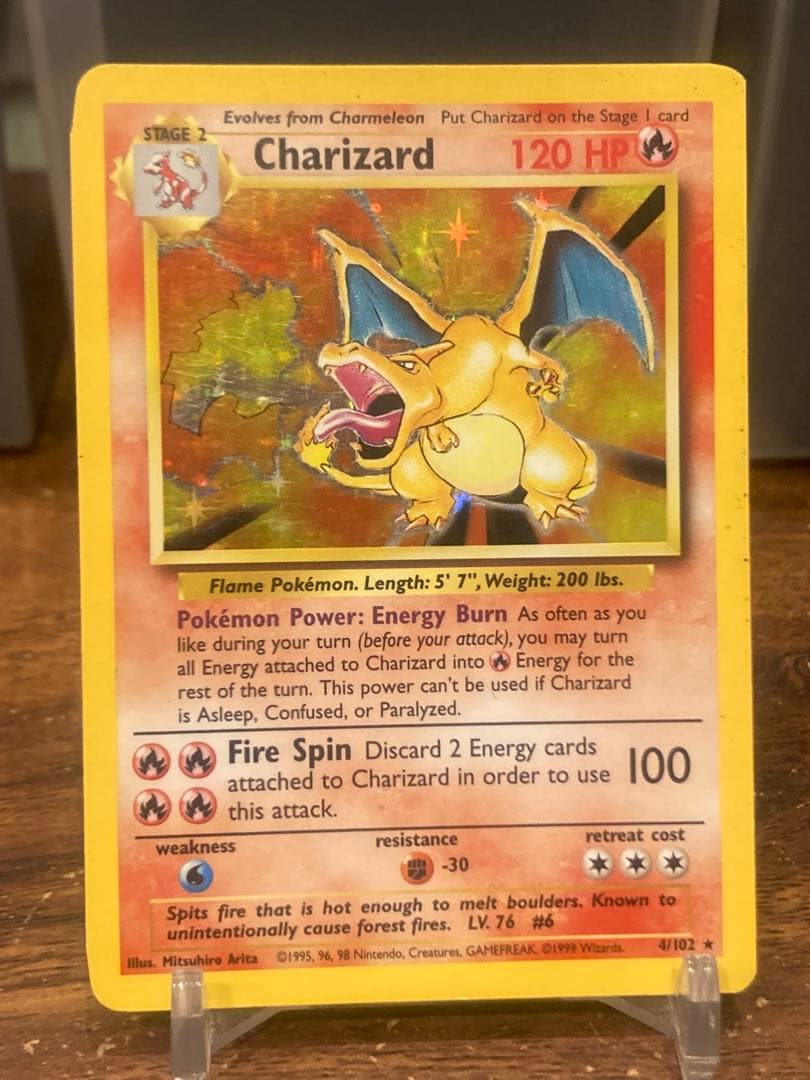 Evolves from Charmeleon Put Charizard on the Stage 1 card
STAGE 2
Charizard 120 HP
Flame Pokémon. Length: 5' 7", Weight: 200 lbs.
Pokémon Power: Energy Burn As often as you
like during your turn (before your attack), you may turn
all Energy attached to Charizard into Energy for the
rest of the turn. This power can't be used if Charizard
is Asleep, Confused, or Paralyzed.
Fire Spin Discard 2 Energy cards
attached to Charizard in order to use
this attack.
100
weakness
resistance
-30
retreat cost
Spits fire that is hot enough to melt boulders. Known to
unintentionally cause forest fires. LV. 76 #6
Illus. Mitsuhiro Arita ©1995, 96, 98 Nintendo, Creatures, GAMEFREAK. ©1999 Wizards. 4/102 ★